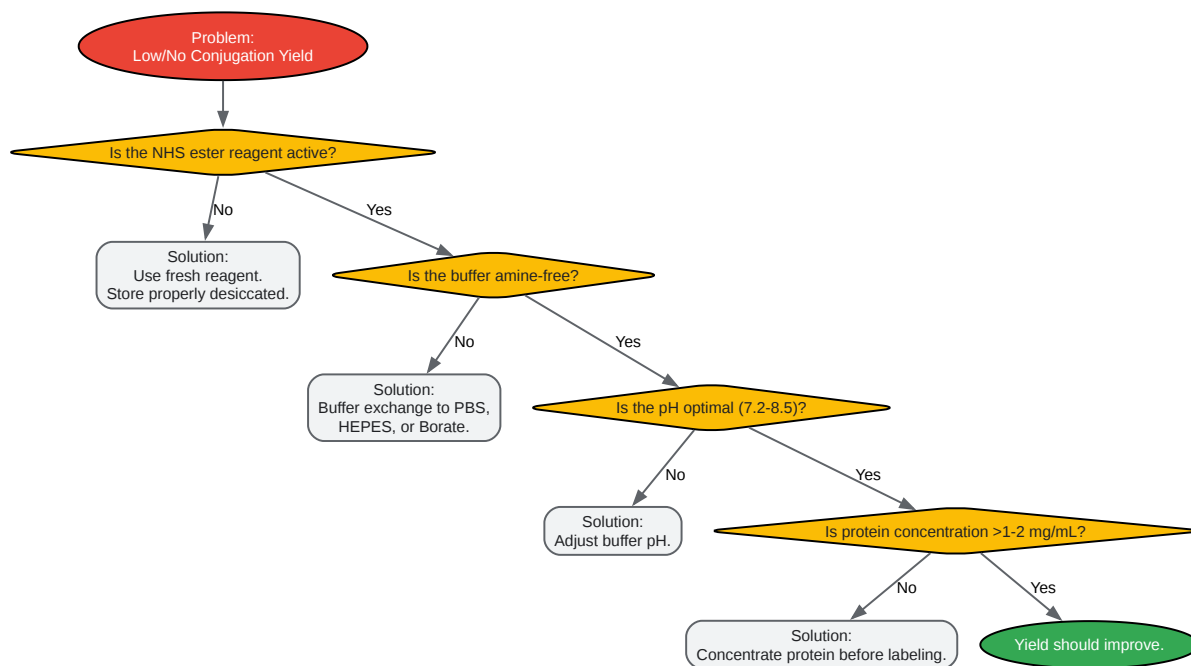 Problem:
Low/No Conjugation Yield
Is the NHS ester reagent active?
No
Yes
Solution:
Use fresh reagent.
Store properly desiccated.
Is the buffer amine-free?
No
Yes
Solution:
Buffer exchange to PBS,
HEPES, or Borate.
Is the pH optimal (7.2-8.5)?
No
Yes
Solution:
Adjust buffer pH.
Is protein concentration >1-2 mg/mL?
No
Yes
Solution:
Concentrate protein before labeling.
Yield should improve.